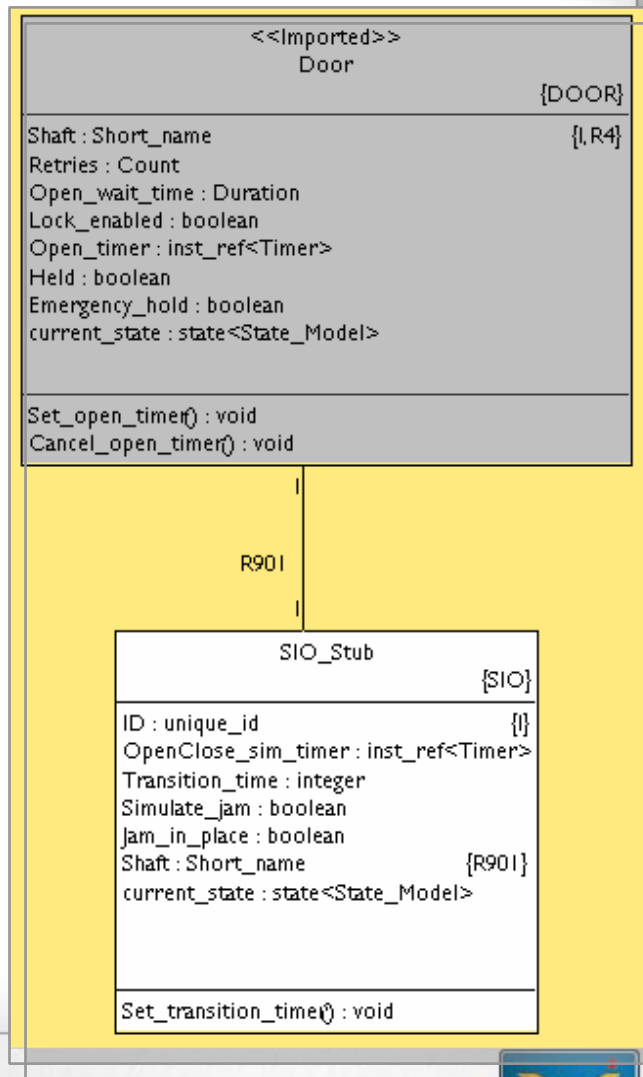 <<Imported>>
Door
{DOOR}
Shaft : Short_name {I, R4}
Retries : Count
Open_wait_time : Duration
Lock_enabled : boolean
Open_timer : inst_ref<Timer>
Held : boolean
Emergency_hold : boolean
current_state : state<State_Model>
Set_open_timer() : void
Cancel_open_timer() : void
1
R901
1
SIO_Stub
{SIO}
ID : unique_id {I}
OpenClose_sim_timer : inst_ref<Timer>
Transition_time : integer
Simulate_jam : boolean
Jam_in_place : boolean
Shaft : Short_name {R901}
current_state : state<State_Model>
Set_transition_timer() : void